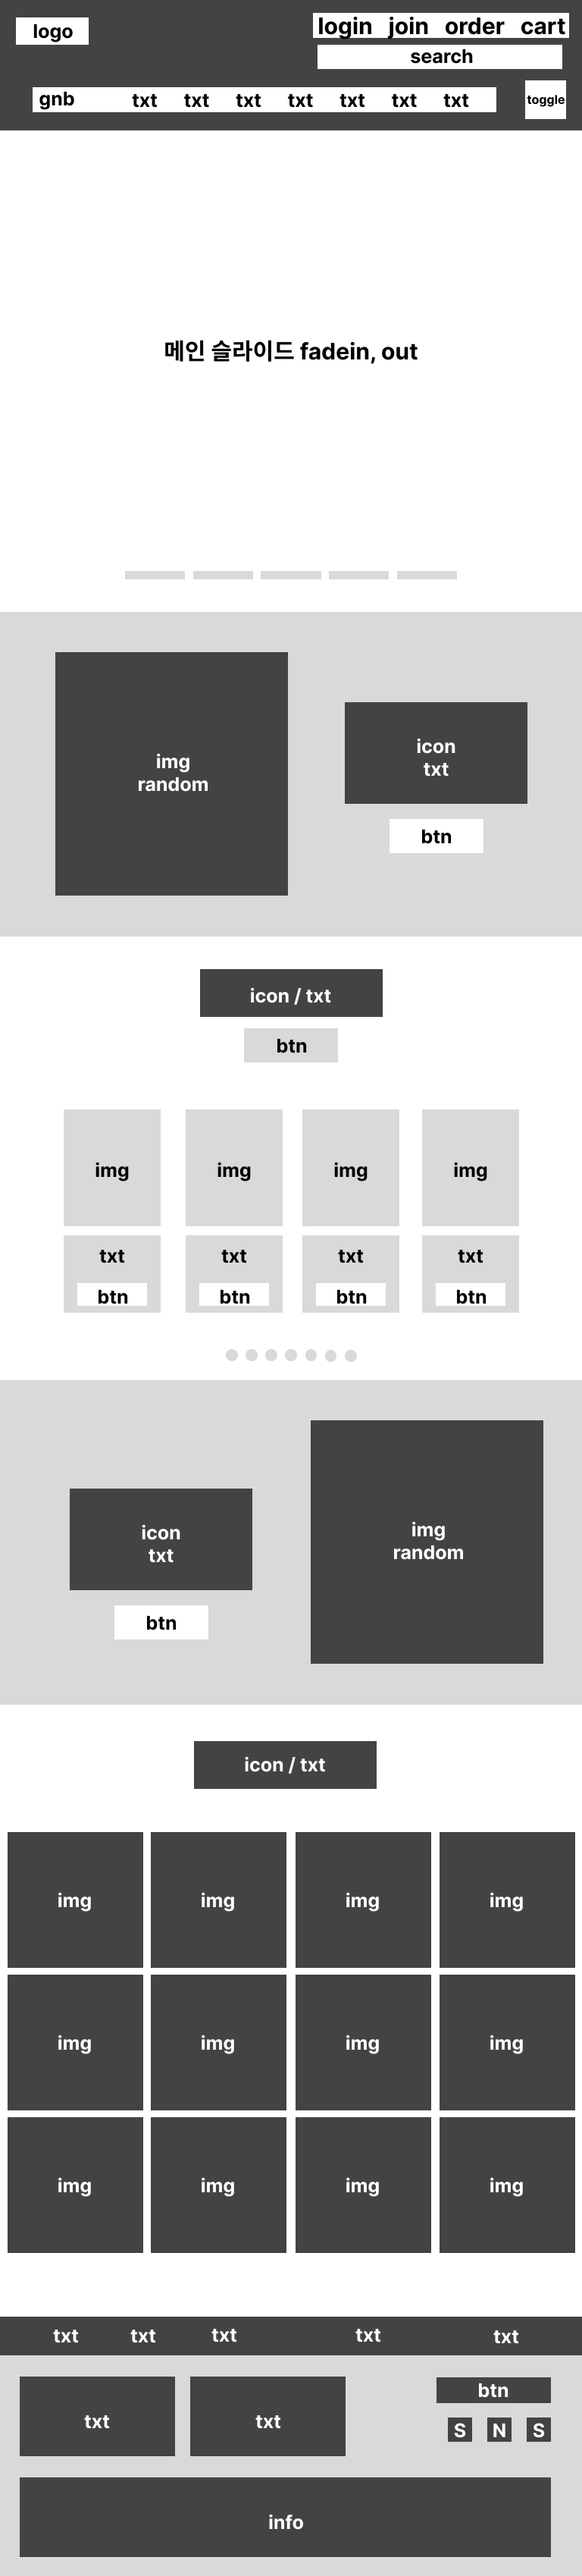 logo
login join order cart
search
gnb txt txt txt txt txt txt txt
toggle
메인 슬라이드 fadein, out
img
random
icon
txt
btn
icon / txt
btn
img img img img
txt txt txt txt
btn btn btn btn
icon
txt
btn
img
random
icon / txt
img img img img
img img img img
img img img img
txt txt txt txt txt
txt txt
btn
S N S
info